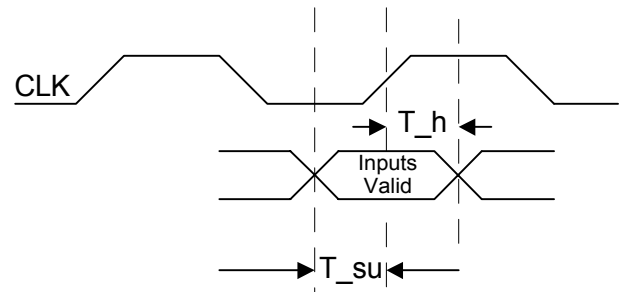 CLK
T_h
Inputs
Valid
T_su